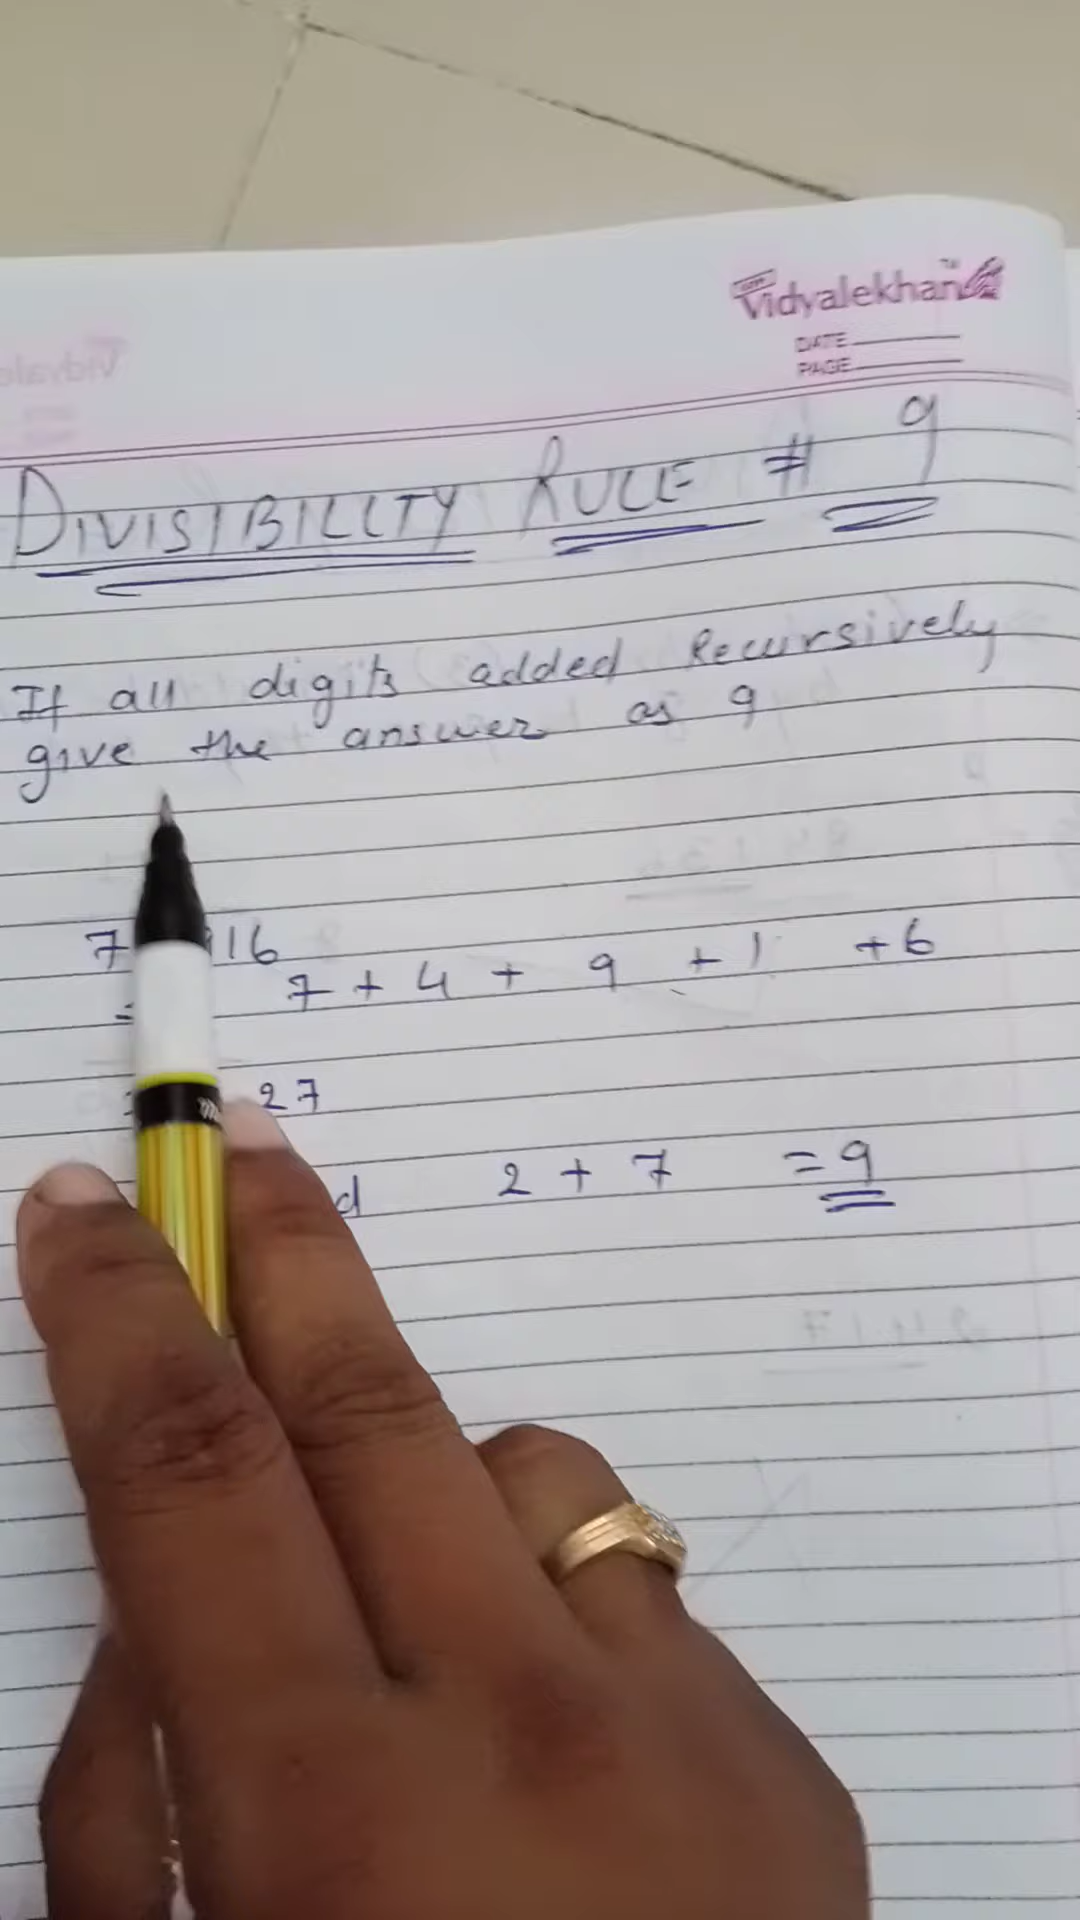 Vidyalekhan
DATE
PAGE
DIVISIBILITY RULE # 9
If all digits added Recursively
give the answer as 9
7 916
= 7 + 4 + 9 + 1 + 6
= 27
d 2 + 7 = 9